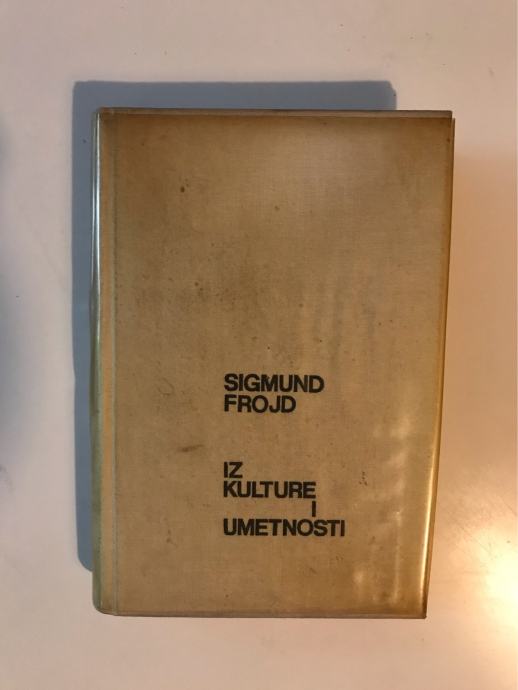 SIGMUND
FROJD
IZ
KULTURE
I
UMETNOSTI